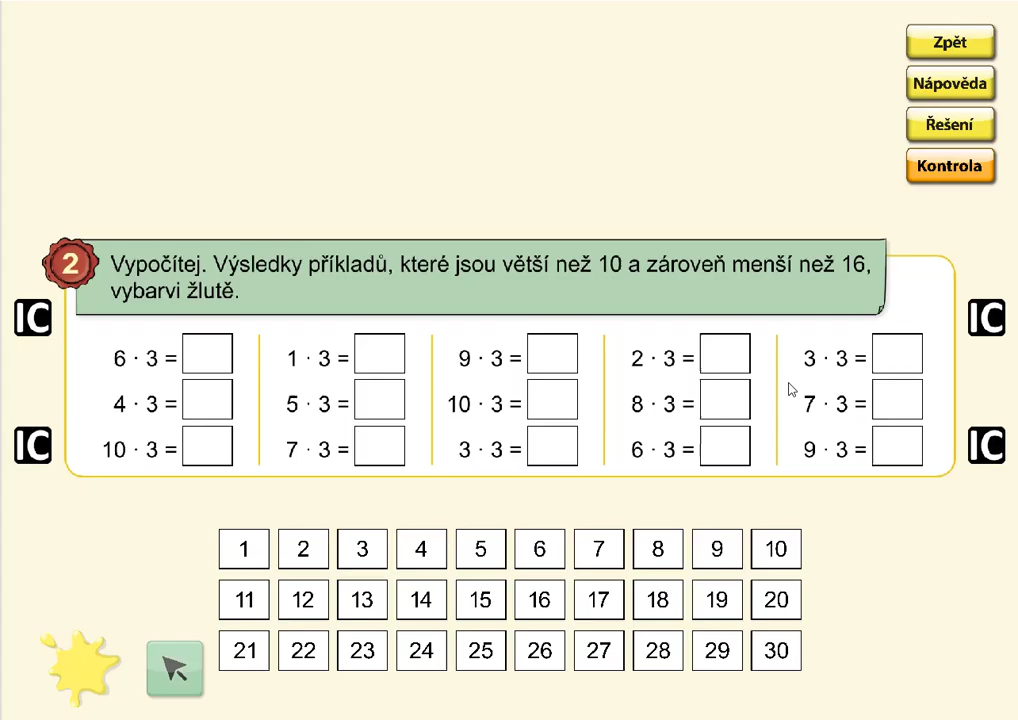 Zpět
Nápověda
Řešení
Kontrola
2 Vypočítej. Výsledky příkladů, které jsou větší než 10 a zároveň menší než 16,
vybarvi žlutě.
IC IC
6 · 3 = 1 · 3 = 9 · 3 = 2 · 3 = 3 · 3 =
4 · 3 = 5 · 3 = 10 · 3 = 8 · 3 = 7 · 3 =
10 · 3 = 7 · 3 = 3 · 3 = 6 · 3 = 9 · 3 =
IC IC
1 2 3 4 5 6 7 8 9 10
11 12 13 14 15 16 17 18 19 20
21 22 23 24 25 26 27 28 29 30